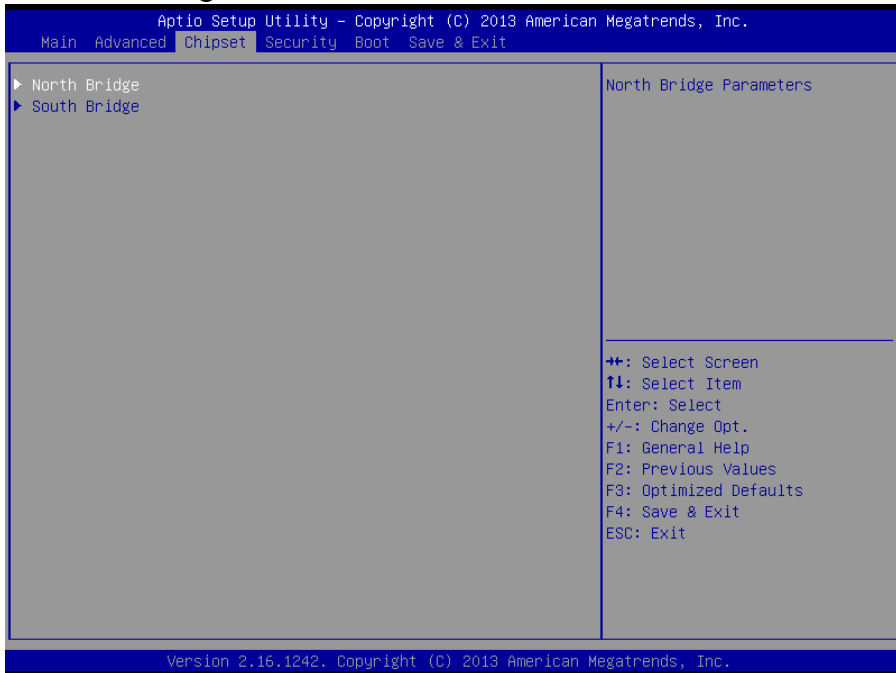 Aptio Setup Utility – Copyright (C) 2013 American Megatrends, Inc.
Main Advanced Chipset Security Boot Save & Exit
► North Bridge
► South Bridge
North Bridge Parameters
→←: Select Screen
↑↓: Select Item
Enter: Select
+/-: Change Opt.
F1: General Help
F2: Previous Values
F3: Optimized Defaults
F4: Save & Exit
ESC: Exit
Version 2.16.1242. Copyright (C) 2013 American Megatrends, Inc.